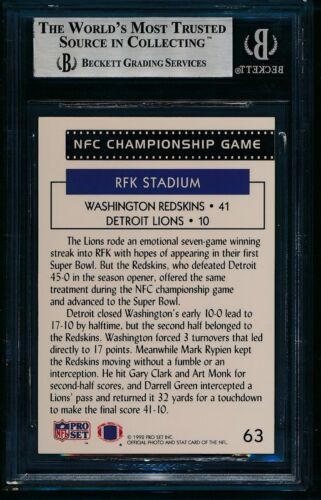 THE WORLD'S MOST TRUSTED
SOURCE IN COLLECTING™
BECKETT GRADING SERVICES
BECKETT
NFC CHAMPIONSHIP GAME
RFK STADIUM
WASHINGTON REDSKINS • 41
DETROIT LIONS • 10
The Lions rode an emotional seven-game winning
streak into RFK with hopes of appearing in their first
Super Bowl. But the Redskins, who defeated Detroit
45-0 in the season opener, offered the same
treatment during the NFC championship game
and advanced to the Super Bowl.
Detroit closed Washington's early 10-0 lead to
17-10 by halftime, but the second half belonged to
the Redskins. Washington forced 3 turnovers that led
directly to 17 points. Meanwhile Mark Rypien kept
the Redskins moving without a fumble or an
interception. He hit Gary Clark and Art Monk for
second-half scores, and Darrell Green intercepted a
Lions' pass and returned it 32 yards for a touchdown
to make the final score 41-10.
PRO SET
© 1992 PRO SET INC.
OFFICIAL PHOTO AND STAT CARD OF THE NFL.
63